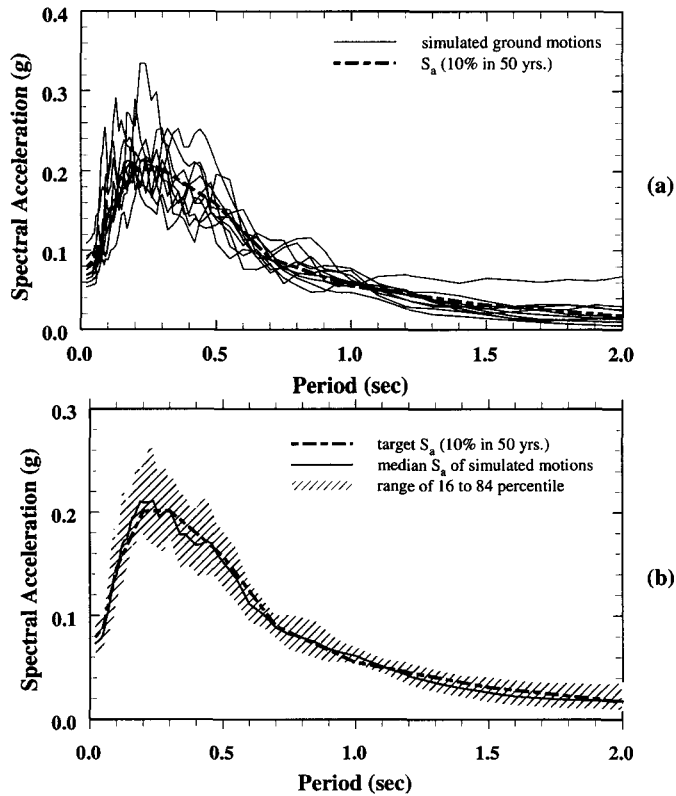 0.4
0.3
0.2
0.1
0.0
Spectral Acceleration (g)
simulated ground motions
Sa (10% in 50 yrs.)
(a)
0.0 0.5 1.0 1.5 2.0
Period (sec)
0.3
0.2
0.1
0.0
Spectral Acceleration (g)
target Sa (10% in 50 yrs.)
median Sa of simulated motions
range of 16 to 84 percentile
(b)
0.0 0.5 1.0 1.5 2.0
Period (sec)